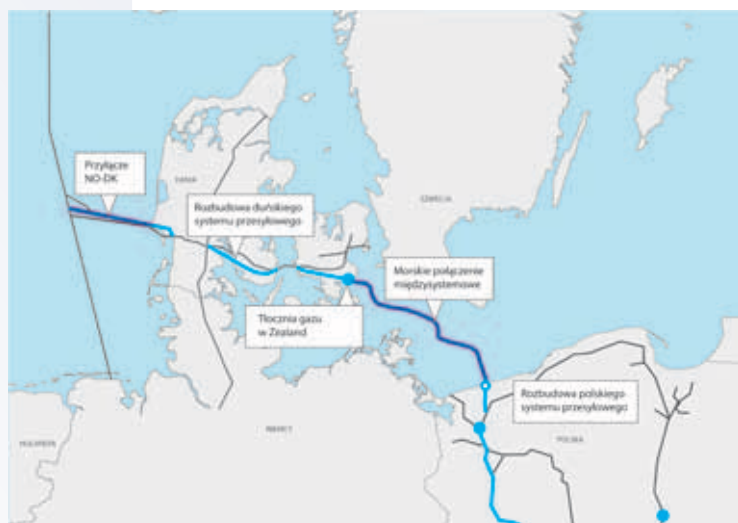 Przyłącze
NO-DK
DANIA
Rozbudowa duńskiego
systemu przesyłowego
SZWECJA
Morskie połączenie
międzysystemowe
Tłocznia gazu
w Zealand
Rozbudowa polskiego
systemu przesyłowego
HOLANDIA
NIEMCY
POLSKA